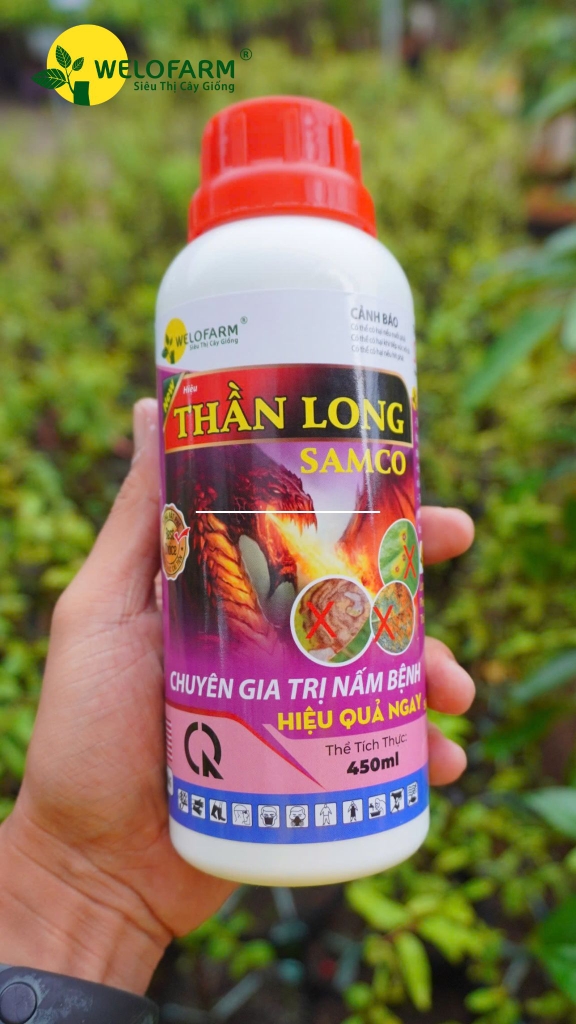 WELOFARM®
Siêu Thị Cây Giống
WELOFARM®
Siêu Thị Cây Giống
CẢNH BÁO
Hiệu
THẦN LONG
SAMCO
CHUYÊN GIA TRỊ NẤM BỆNH
HIỆU QUẢ NGAY
Thể Tích Thực:
450ml